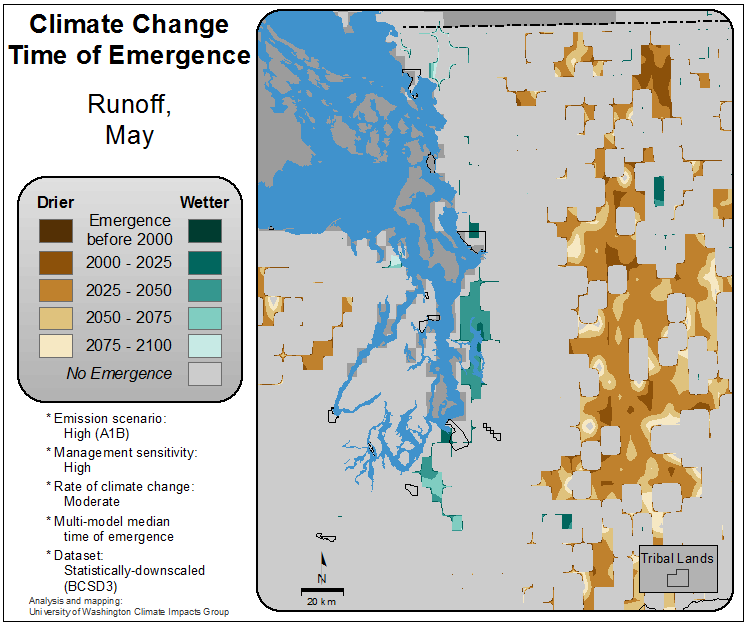 Climate Change
Time of Emergence
Runoff,
May
Drier Wetter
Emergence
before 2000
2000 - 2025
2025 - 2050
2050 - 2075
2075 - 2100
No Emergence
* Emission scenario:
High (A1B)
* Management sensitivity:
High
* Rate of climate change:
Moderate
* Multi-model median
time of emergence
* Dataset:
Statistically-downscaled
(BCSD3)
Analysis and mapping:
University of Washington Climate Impacts Group
N
20 km
Tribal Lands